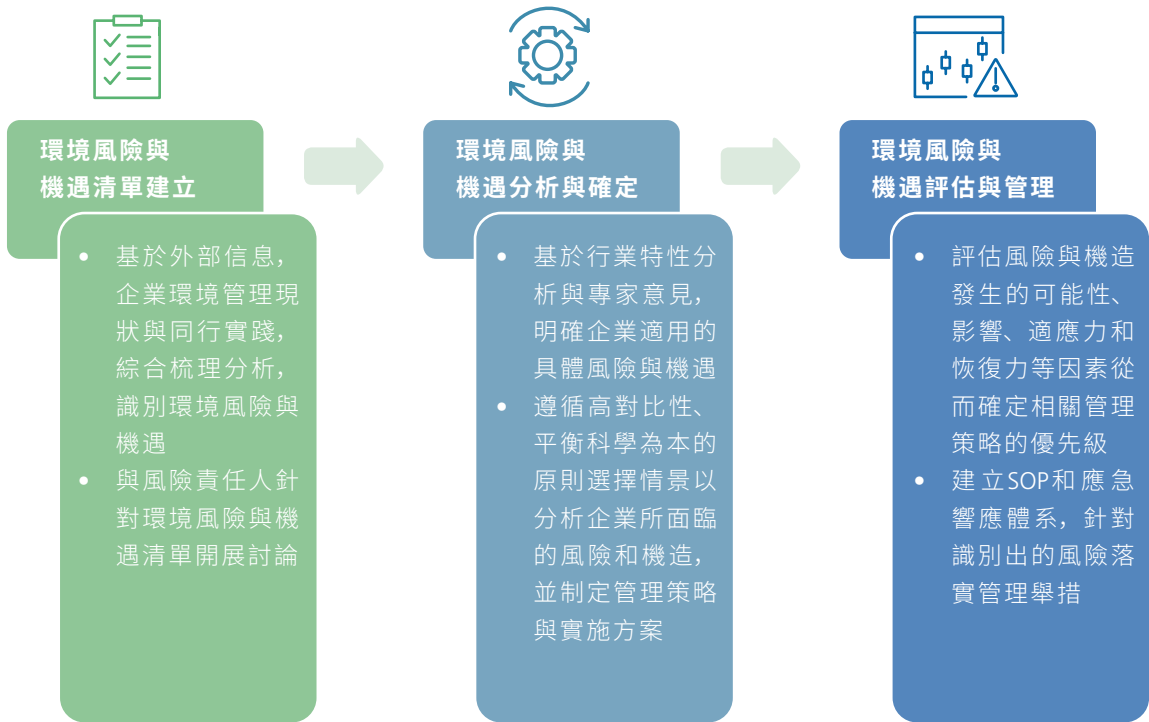 環境風險與
機遇清單建立
• 基於外部信息，
企業環境管理現
狀與同行實踐，
綜合梳理分析，
識別環境風險與
機遇
• 與風險責任人針
對環境風險與機
遇清單開展討論
環境風險與
機遇分析與確定
• 基於行業特性分
析與專家意見，
明確企業適用的
具體風險與機遇
• 遵循高對比性、
平衡科學為本的
原則選擇情景以
分析企業所面臨
的風險和機造，
並制定管理策略
與實施方案
環境風險與
機遇評估與管理
• 評估風險與機造
發生的可能性、
影響、適應力和
恢復力等因素從
而確定相關管理
策略的優先級
• 建立SOP和應急
響應體系，針對
識別出的風險落
實管理舉措